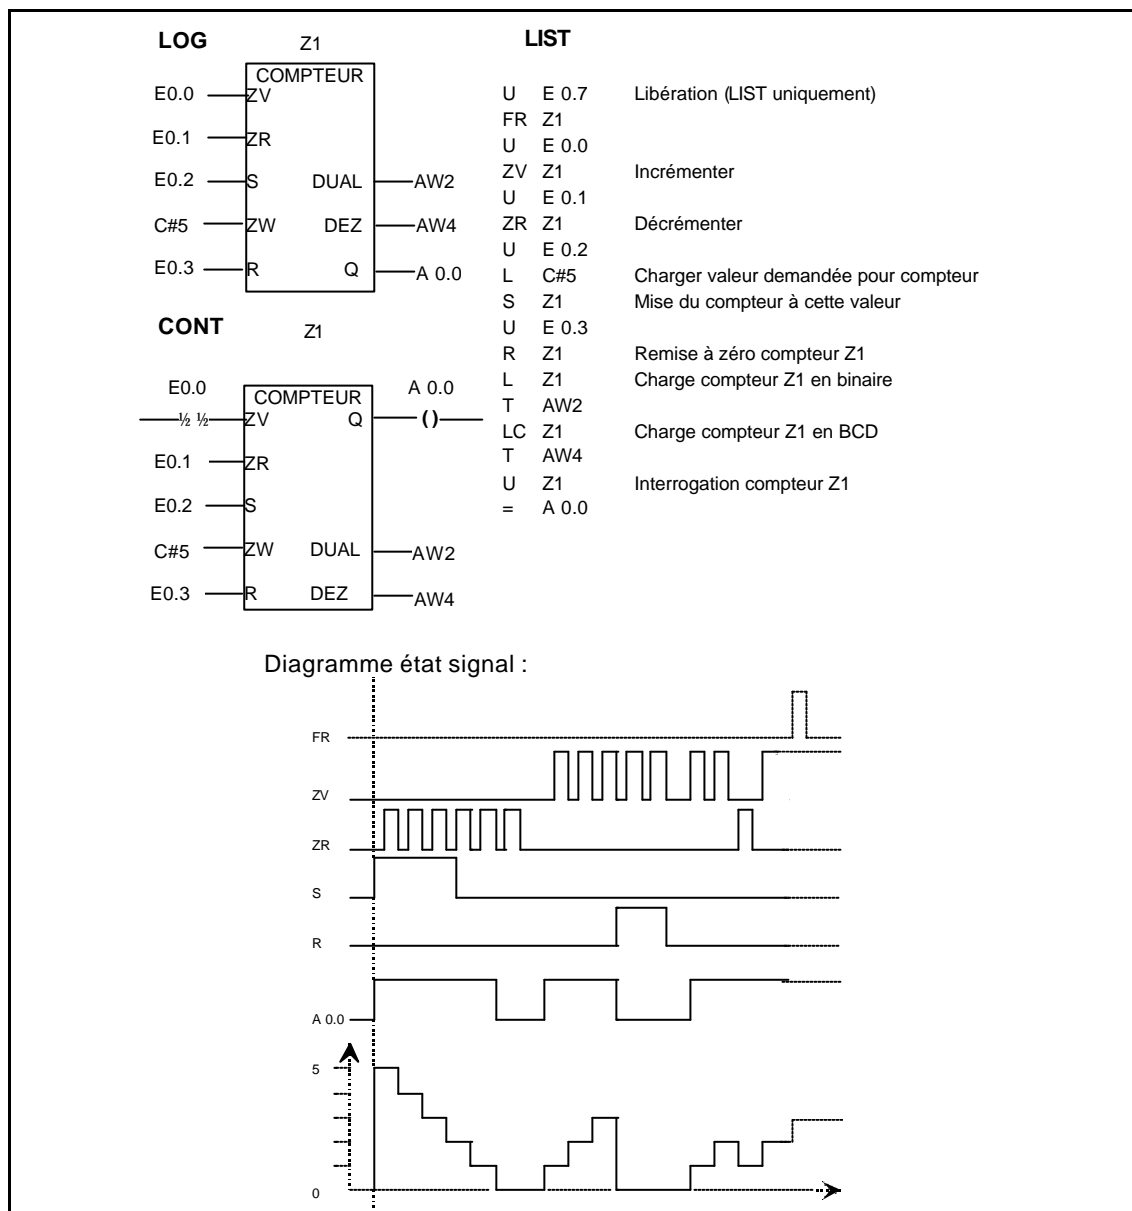 LOG
Z1
COMPTEUR
E0.0 ZV
E0.1 ZR
E0.2 S DUAL AW2
C#5 ZW DEZ AW4
E0.3 R Q A 0.0
CONT
Z1
E0.0 COMPTEUR A 0.0
½ ½ ZV Q ()
E0.1 ZR
E0.2 S
C#5 ZW DUAL AW2
E0.3 R DEZ AW4
LIST
U E 0.7 Libération (LIST uniquement)
FR Z1
U E 0.0
ZV Z1 Incrémenter
U E 0.1
ZR Z1 Décrémenter
U E 0.2
L C#5 Charger valeur demandée pour compteur
S Z1 Mise du compteur à cette valeur
U E 0.3
R Z1 Remise à zéro compteur Z1
L Z1 Charge compteur Z1 en binaire
T AW2
LC Z1 Charge compteur Z1 en BCD
T AW4
U Z1 Interrogation compteur Z1
= A 0.0
Diagramme état signal :
FR
ZV
ZR
S
R
A 0.0
5
0